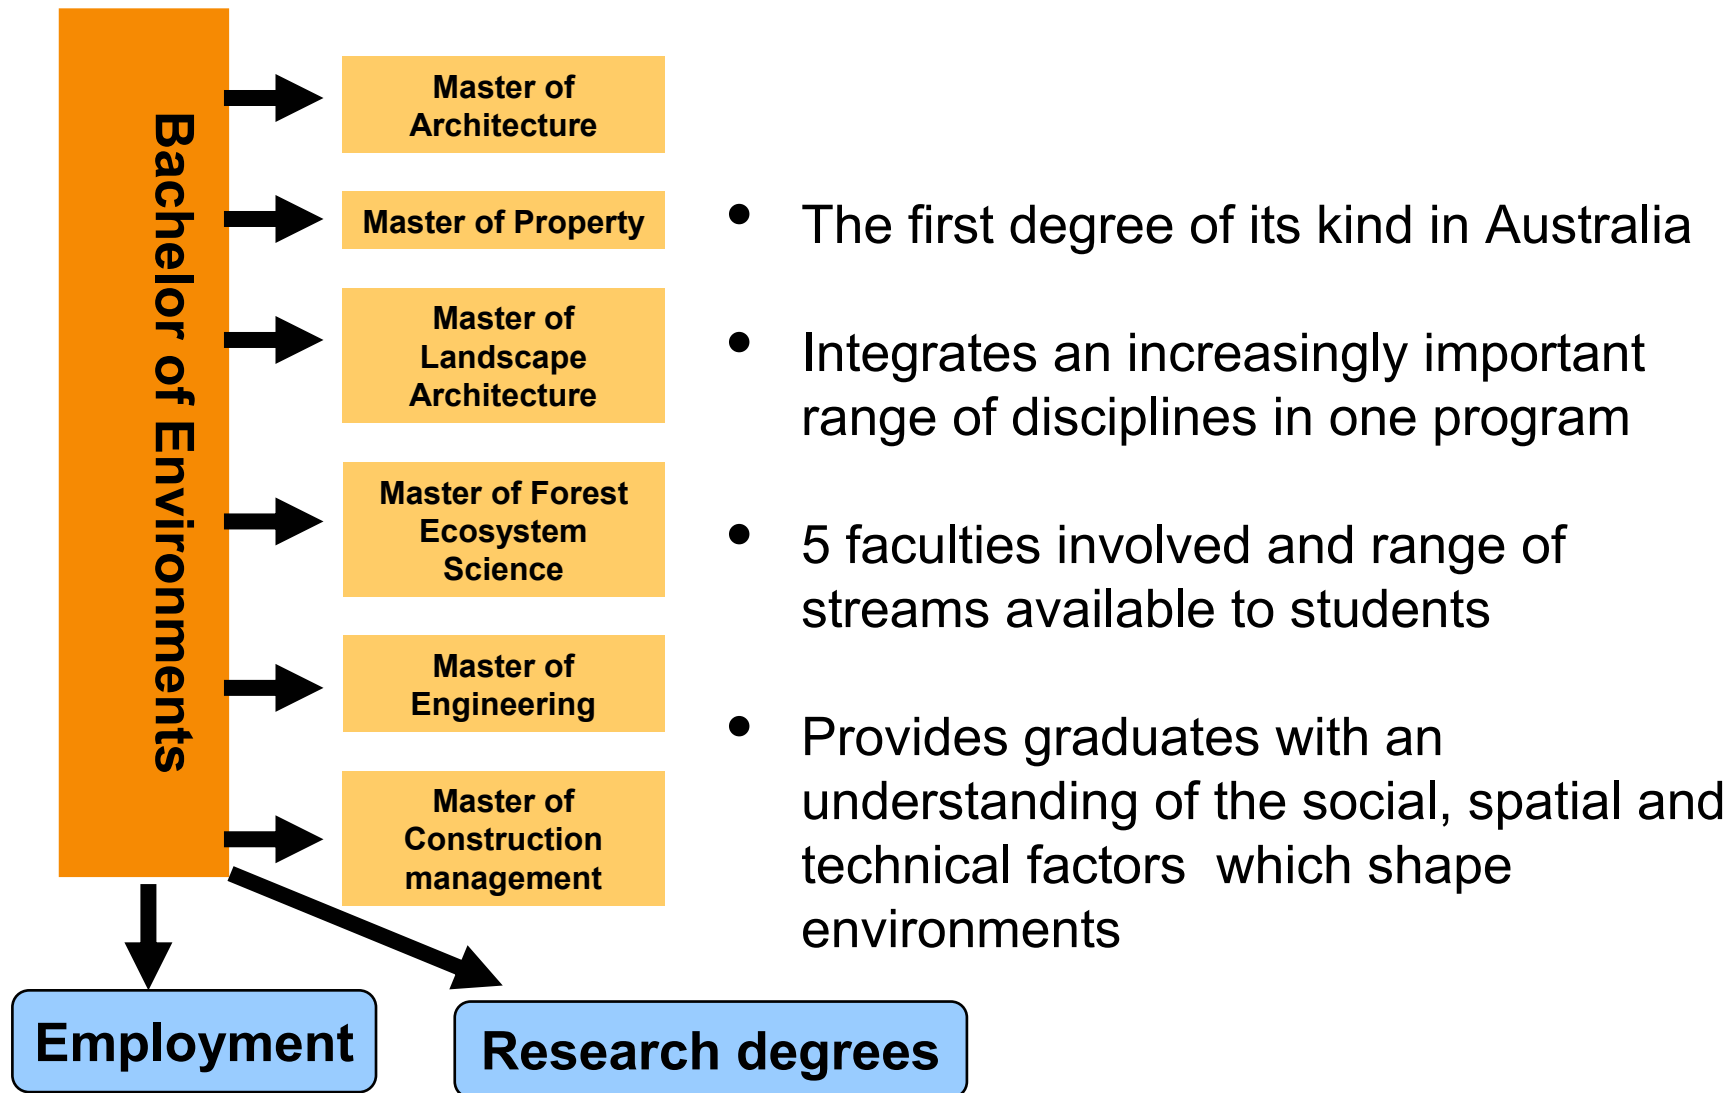 Bachelor of Environments
Master of
Architecture
Master of Property
Master of
Landscape
Architecture
Master of Forest
Ecosystem
Science
Master of
Engineering
Master of
Construction
management
Employment
Research degrees
• The first degree of its kind in Australia
• Integrates an increasingly important
range of disciplines in one program
• 5 faculties involved and range of
streams available to students
• Provides graduates with an
understanding of the social, spatial and
technical factors  which shape
environments